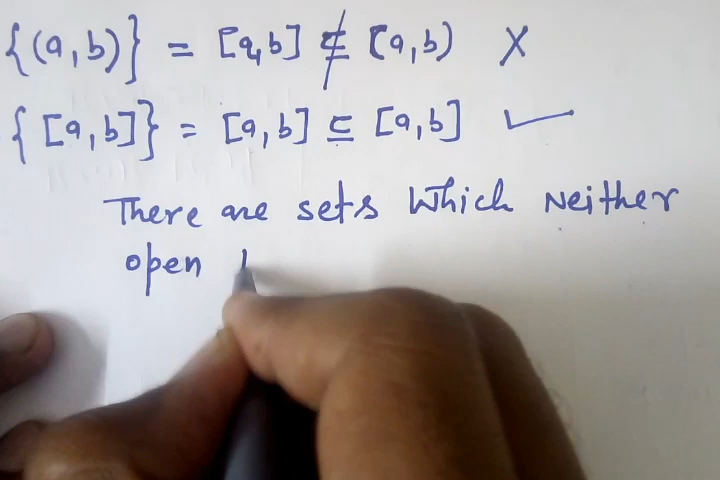 {(a,b)} = [a,b] ⊄ (a,b) X
{[a,b]} = [a,b] ⊆ [a,b] ✓
There are sets which Neither
open